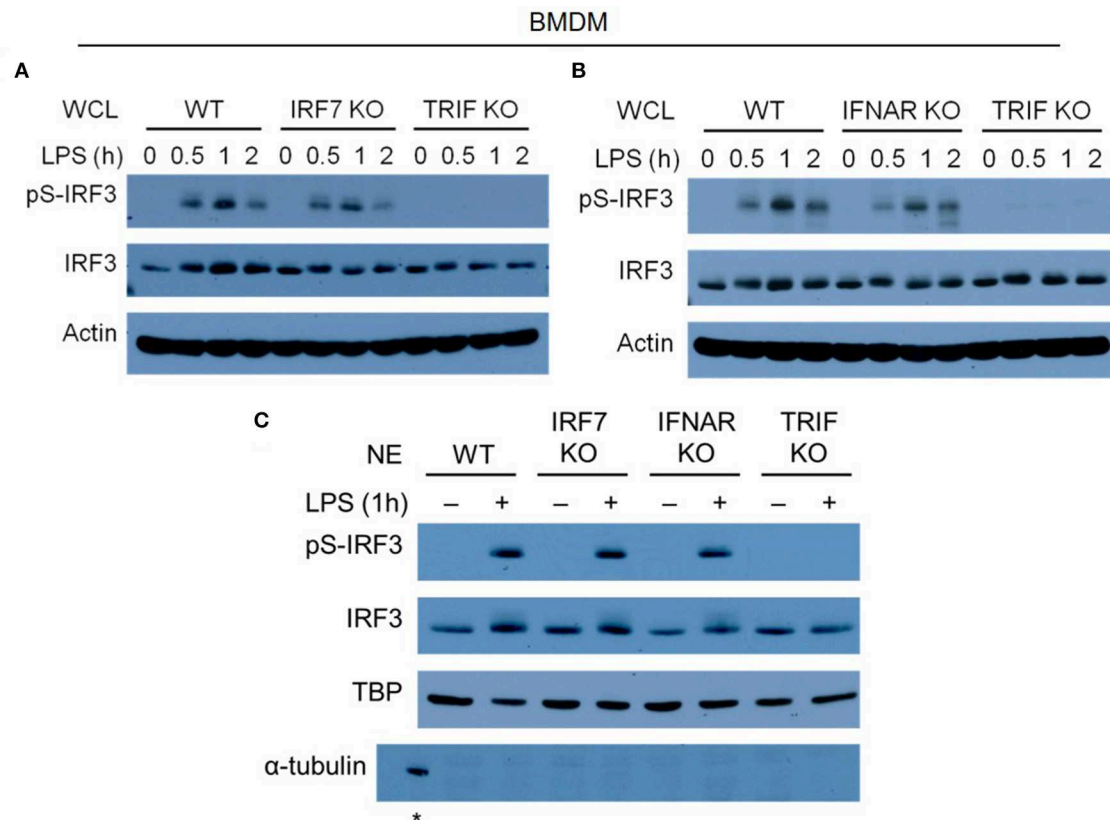 BMDM
A
B
WCL WT IRF7 KO TRIF KO
LPS (h) 0 0.5 1 2 0 0.5 1 2 0 0.5 1 2
pS-IRF3
IRF3
Actin
WCL WT IFNAR KO TRIF KO
LPS (h) 0 0.5 1 2 0 0.5 1 2 0 0.5 1 2
pS-IRF3
IRF3
Actin
C
IRF7 IFNAR TRIF
NE WT KO KO KO
LPS (1h) – + – + – + – +
pS-IRF3
IRF3
TBP
α-tubulin
*